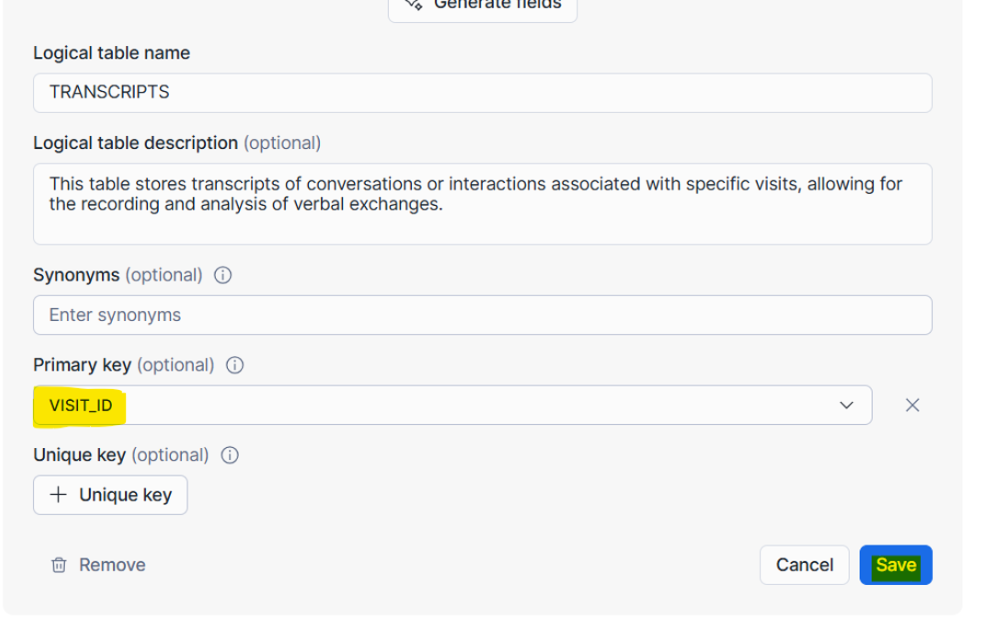 Generate fields
Logical table name
TRANSCRIPTS
Logical table description (optional)
This table stores transcripts of conversations or interactions associated with specific visits, allowing for
the recording and analysis of verbal exchanges.
Synonyms (optional)
Enter synonyms
Primary key (optional)
VISIT_ID
Unique key (optional)
+ Unique key
Remove
Cancel
Save